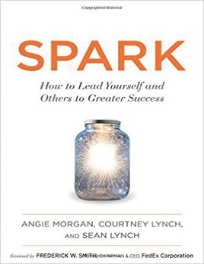 SPARK
How to Lead Yourself and
Others to Greater Success
ANGIE MORGAN, COURTNEY LYNCH,
AND SEAN LYNCH
foreword by FREDERICK W. SMITH, CHAIRMAN & CEO, FedEx Corporation